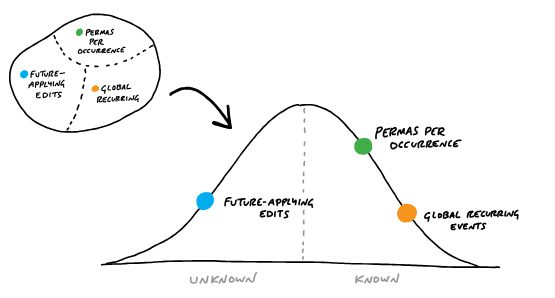 PERMAS
PER
OCCURRENCE
FUTURE-
APPLYING
EDITS
GLOBAL
RECURRING
PERMAS PER
OCCURRENCE
FUTURE-APPLYING
EDITS
GLOBAL RECURRING
EVENTS
UNKNOWN
KNOWN